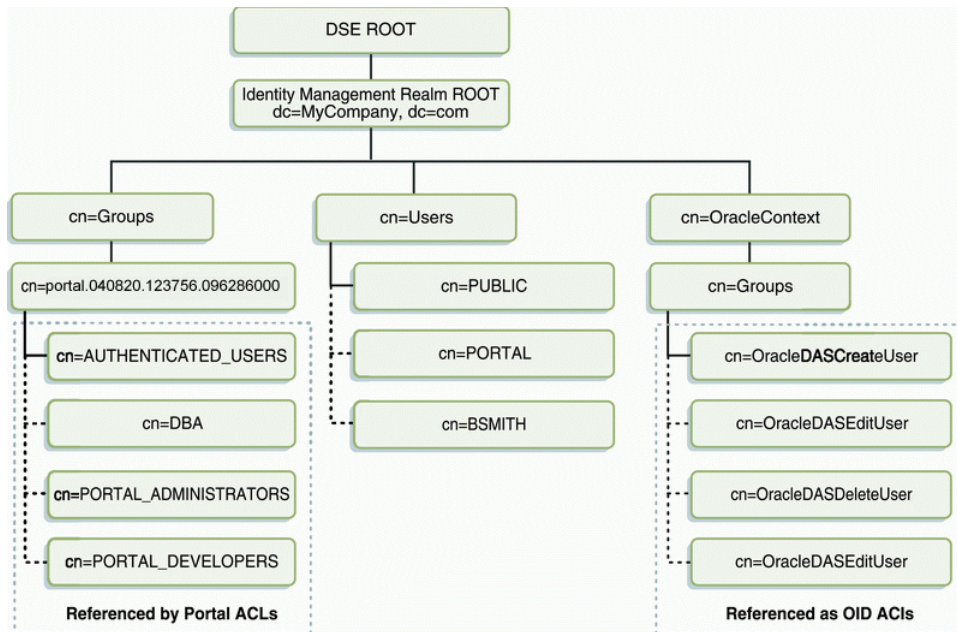 DSE ROOT
Identity Management Realm ROOT
dc=MyCompany, dc=com
cn=Groups
cn=Users
cn=OracleContext
cn=portal.040820.123756.096286000
cn=PUBLIC
cn=Groups
cn=AUTHENTICATED_USERS
cn=PORTAL
cn=OracleDASCreateUser
cn=DBA
cn=BSMITH
cn=OracleDASEditUser
cn=PORTAL_ADMINISTRATORS
cn=OracleDASDeleteUser
cn=PORTAL_DEVELOPERS
cn=OracleDASEditUser
Referenced by Portal ACLs
Referenced as OID ACIs